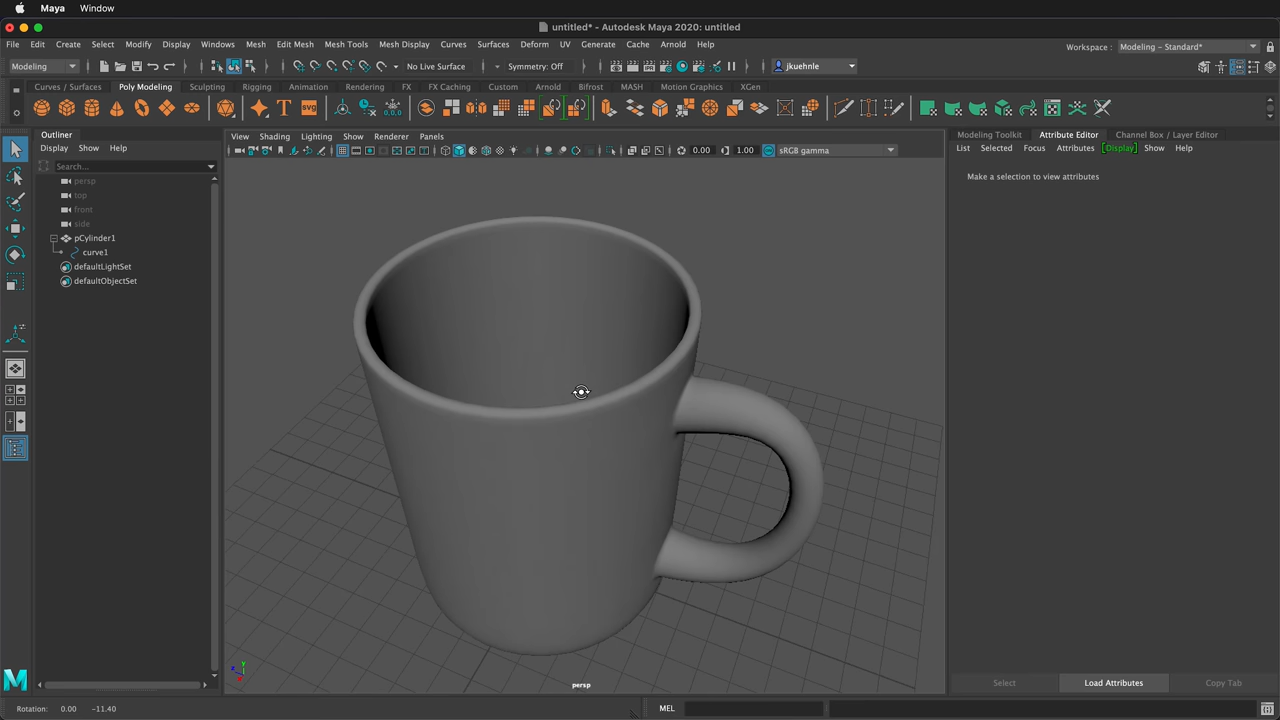 Maya Window
untitled* - Autodesk Maya 2020: untitled
File Edit Create Select Modify Display Windows Mesh Edit Mesh Mesh Tools Mesh Display Curves Surfaces Deform UV Generate Cache Arnold Help
Workspace : Modeling - Standard*
Modeling No Live Surface Symmetry: Off jkuehnle
Curves / Surfaces Poly Modeling Sculpting Rigging Animation Rendering FX FX Caching Custom Arnold Bifrost MASH Motion Graphics XGen
SVG
0,0,0
Outliner
Display Show Help
Search...
persp
top
front
side
pCylinder1
curve1
defaultLightSet
defaultObjectSet
View Shading Lighting Show Renderer Panels
0.00 1.00 sRGB gamma
persp
Modeling Toolkit Attribute Editor Channel Box / Layer Editor
List Selected Focus Attributes Display Show Help
Make a selection to view attributes
Select Load Attributes Copy Tab
Rotation: 0.00 -11.40
MEL